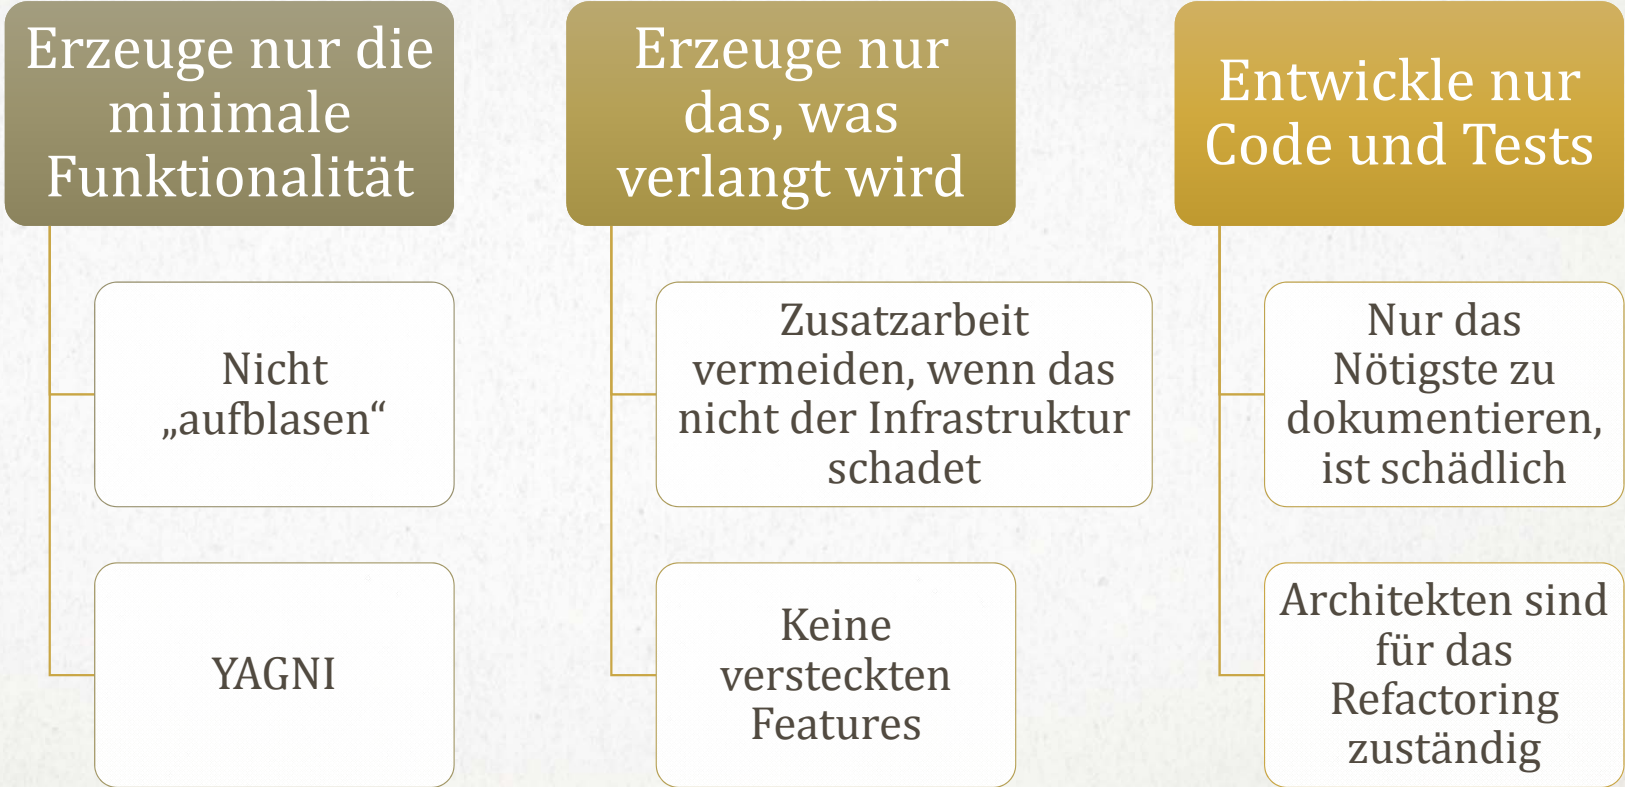 Erzeuge nur die
minimale
Funktionalität
Nicht
„aufblasen“
YAGNI
Erzeuge nur
das, was
verlangt wird
Zusatzarbeit
vermeiden, wenn das
nicht der Infrastruktur
schadet
Keine
versteckten
Features
Entwickle nur
Code und Tests
Nur das
Nötigste zu
dokumentieren,
ist schädlich
Architekten sind
für das
Refactoring
zuständig